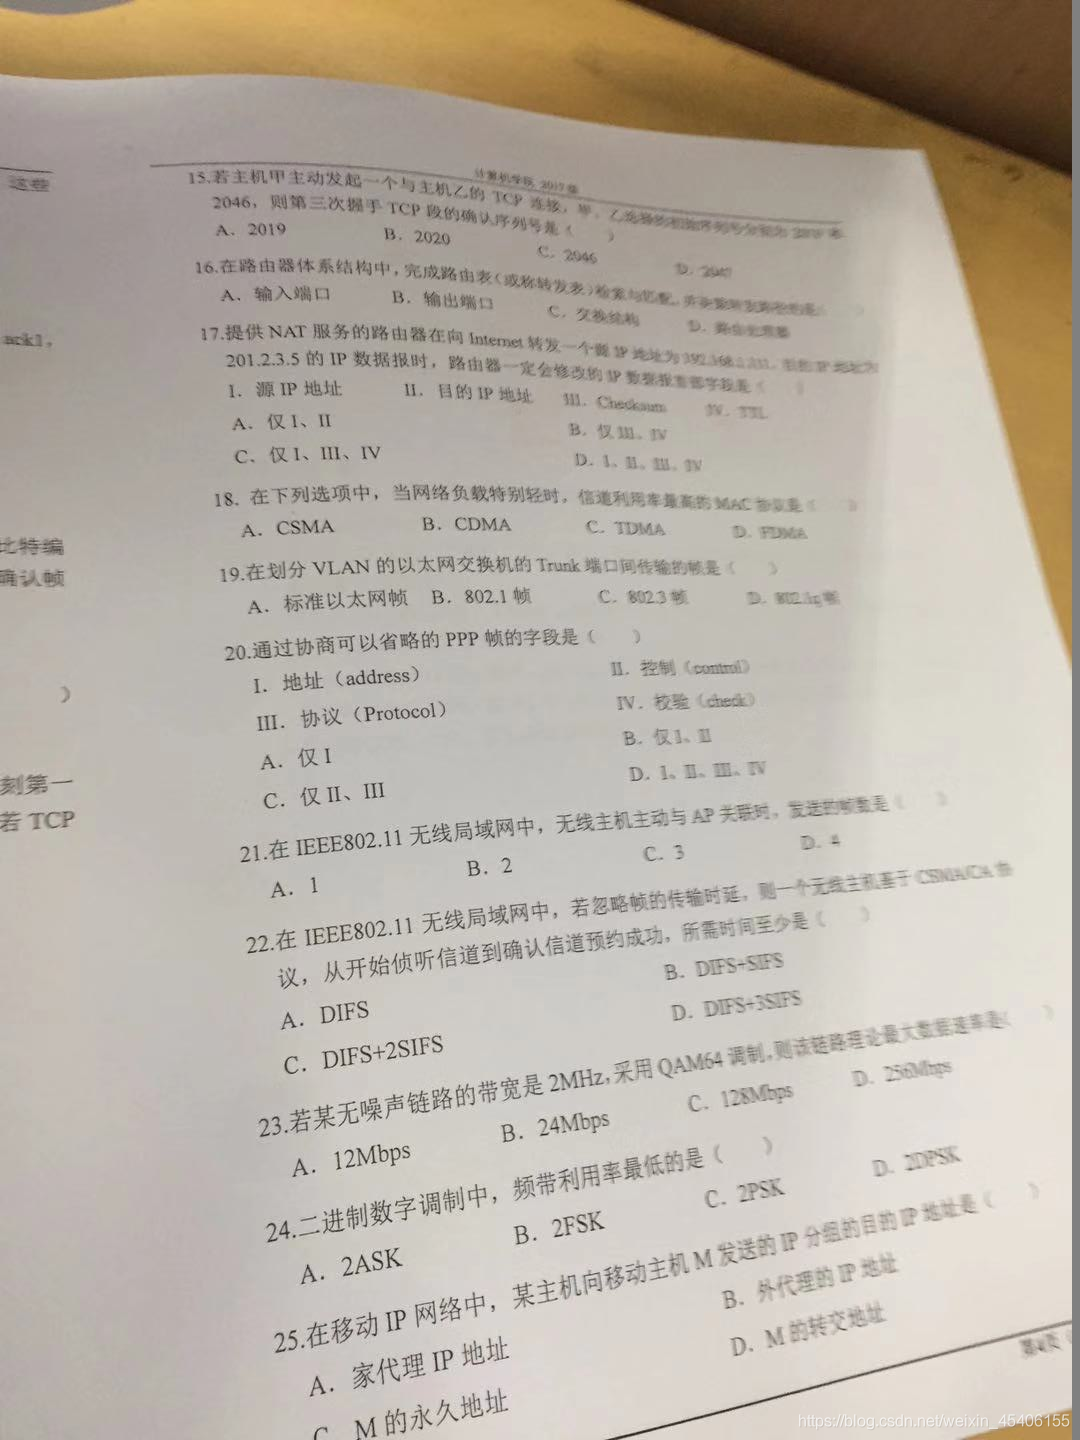 这些
ack1，
比特编
确认帧
）
刻第一
若 TCP
计算机学院 2017级
15.若主机甲主动发起一个与主机乙的 TCP 连接，甲、乙选择的初始序列号分别为
2046，则第三次握手 TCP 段的确认序列号是（ ）
A．2019 B．2020 C．2046 D．2047
16.在路由器体系结构中，完成路由表（或称转发表）检索与匹配，并决策转发路径的是（ ）
A．输入端口 B．输出端口 C．交换结构 D．路由处理器
17.提供 NAT 服务的路由器在向 Internet 转发一个源 IP 地址为 目的 IP 地址为
201.2.3.5 的 IP 数据报时，路由器一定会修改的 IP 数据报首部字段是（ ）
I．源 IP 地址 II．目的 IP 地址 III．Checksum IV．TTL
A．仅 I、II B．仅 III、IV
C．仅 I、III、IV D．I、II、III、IV
18. 在下列选项中，当网络负载特别轻时，信道利用率最高的 MAC 协议是（ ）
A．CSMA B．CDMA C．TDMA D．FDMA
19.在划分 VLAN 的以太网交换机的 Trunk 端口间传输的帧是（ ）
A．标准以太网帧 B．802.1 帧 C．802.3 帧 D．802.1q 帧
20.通过协商可以省略的 PPP 帧的字段是（ ）
I．地址（address） II．控制（control）
III．协议（Protocol） IV．校验（check）
A．仅 I B．仅 I、II
C．仅 II、III D．I、II、III、IV
21.在 IEEE802.11 无线局域网中，无线主机主动与 AP 关联时，发送的帧数是（ ）
A．1 B．2 C．3 D．4
22.在 IEEE802.11 无线局域网中，若忽略帧的传输时延，则一个无线主机基于 CSMA/CA 协
议，从开始侦听信道到确认信道预约成功，所需时间至少是（ ）
A．DIFS B．DIFS+SIFS
C．DIFS+2SIFS D．DIFS+3SIFS
23.若某无噪声链路的带宽是 2MHz，采用 QAM64 调制，则该链路理论最大数据速率是（ ）
A．12Mbps B．24Mbps C．128Mbps D．256Mbps
24.二进制数字调制中，频带利用率最低的是（ ）
A．2ASK B．2FSK C．2PSK D．2DPSK
25.在移动 IP 网络中，某主机向移动主机 M 发送的 IP 分组的目的 IP 地址是（ ）
A．家代理 IP 地址 B．外代理的 IP 地址
C．M 的永久地址 D．M 的转交地址
第4页
https://blog.csdn.net/weixin_45406155